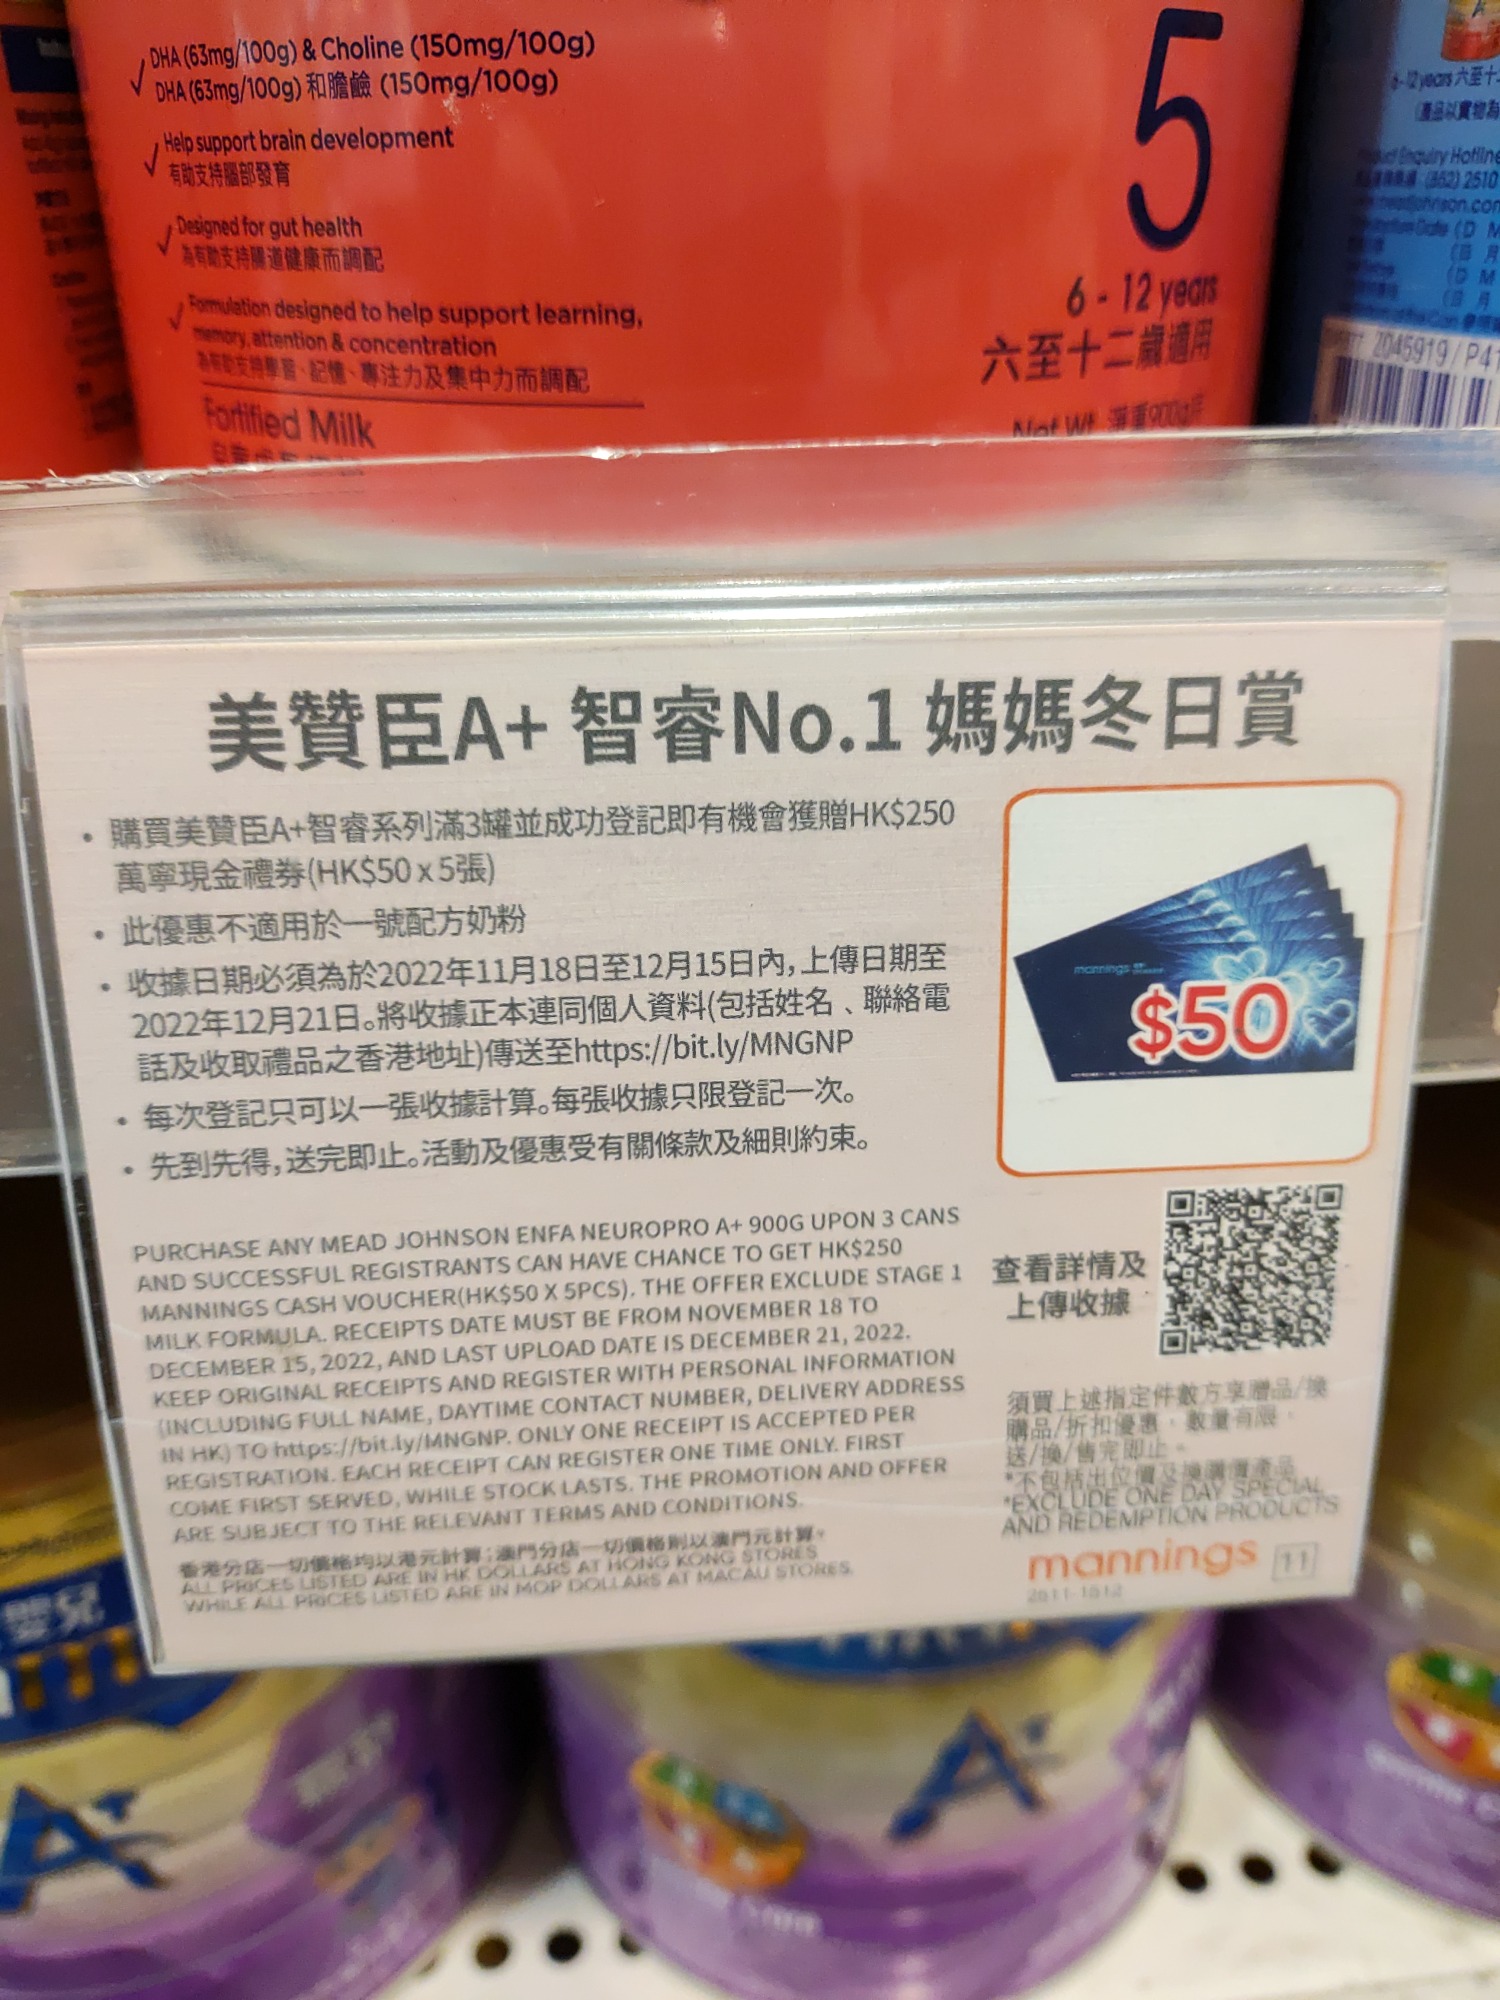 DHA (63mg/100g) & Choline (150mg/100g)
DHA (63mg/100g) 和膽鹼 (150mg/100g)
Help support brain development
有助支持腦部發育
Designed for gut health
為有助支持腸道健康而調配
Formulation designed to help support learning,
memory, attention & concentration
為有助支持學習、記憶、專注力及集中力而調配
Fortified Milk
5
6 - 12 years
六至十二歲適用
Net Wt. 淨重900g
6-12 years 六至十
Enquiry Hotline
(852) 2510
2045919/P41
美贊臣A+ 智睿No.1 媽媽冬日賞
• 購買美贊臣A+智睿系列滿3罐並成功登記即有機會獲贈HK$250
萬寧現金禮券(HK$50 x 5張)
• 此優惠不適用於一號配方奶粉
• 收據日期必須為於2022年11月18日至12月15日內,上傳日期至
2022年12月21日。將收據正本連同個人資料(包括姓名、聯絡電
話及收取禮品之香港地址)傳送至https://bit.ly/MNGNP
• 每次登記只可以一張收據計算。每張收據只限登記一次。
• 先到先得,送完即止。活動及優惠受有關條款及細則約束。
mannings
$50
PURCHASE ANY MEAD JOHNSON ENFA NEUROPRO A+ 900G UPON 3 CANS
AND SUCCESSFUL REGISTRANTS CAN HAVE CHANCE TO GET HK$250
MANNINGS CASH VOUCHER(HK$50 X 5PCS). THE OFFER EXCLUDE STAGE 1
MILK FORMULA. RECEIPTS DATE MUST BE FROM NOVEMBER 18 TO
DECEMBER 15, 2022, AND LAST UPLOAD DATE IS DECEMBER 21, 2022.
KEEP ORIGINAL RECEIPTS AND REGISTER WITH PERSONAL INFORMATION
(INCLUDING FULL NAME, DAYTIME CONTACT NUMBER, DELIVERY ADDRESS
IN HK) TO https://bit.ly/MNGNP. ONLY ONE RECEIPT IS ACCEPTED PER
REGISTRATION. EACH RECEIPT CAN REGISTER ONE TIME ONLY. FIRST
COME FIRST SERVED, WHILE STOCK LASTS. THE PROMOTION AND OFFER
ARE SUBJECT TO THE RELEVANT TERMS AND CONDITIONS.
香港分店一切價格均以港元計算;澳門分店一切價格則以澳門元計算。
ALL PRICES LISTED ARE IN HK DOLLARS AT HONG KONG STORES
WHILE ALL PRICES LISTED ARE IN MOP DOLLARS AT MACAU STORES.
查看詳情及
上傳收據
須買上述指定件數方享贈品/換
購品/折扣優惠,數量有限,
送/換/售完即止。
*不包括出位價及換購價產品
*EXCLUDE ONE DAY SPECIAL
AND REDEMPTION PRODUCTS
mannings 11
2811-1512
嬰兒
A+
A+